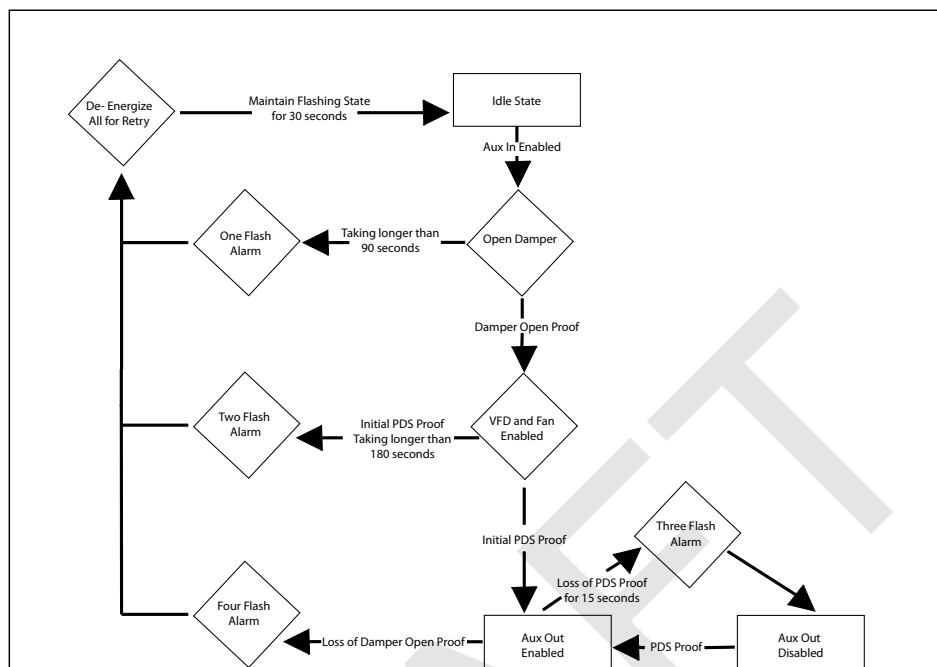 De- Energize
All for Retry
Maintain Flashing State
for 30 seconds
Idle State
Aux In Enabled
One Flash
Alarm
Taking longer than
90 seconds
Open Damper
Damper Open Proof
Two Flash
Alarm
Initial PDS Proof
Taking longer than
180 seconds
VFD and Fan
Enabled
Initial PDS Proof
Three Flash
Alarm
Loss of PDS Proof
for 15 seconds
Four Flash
Alarm
Loss of Damper Open Proof
Aux Out
Enabled
PDS Proof
Aux Out
Disabled